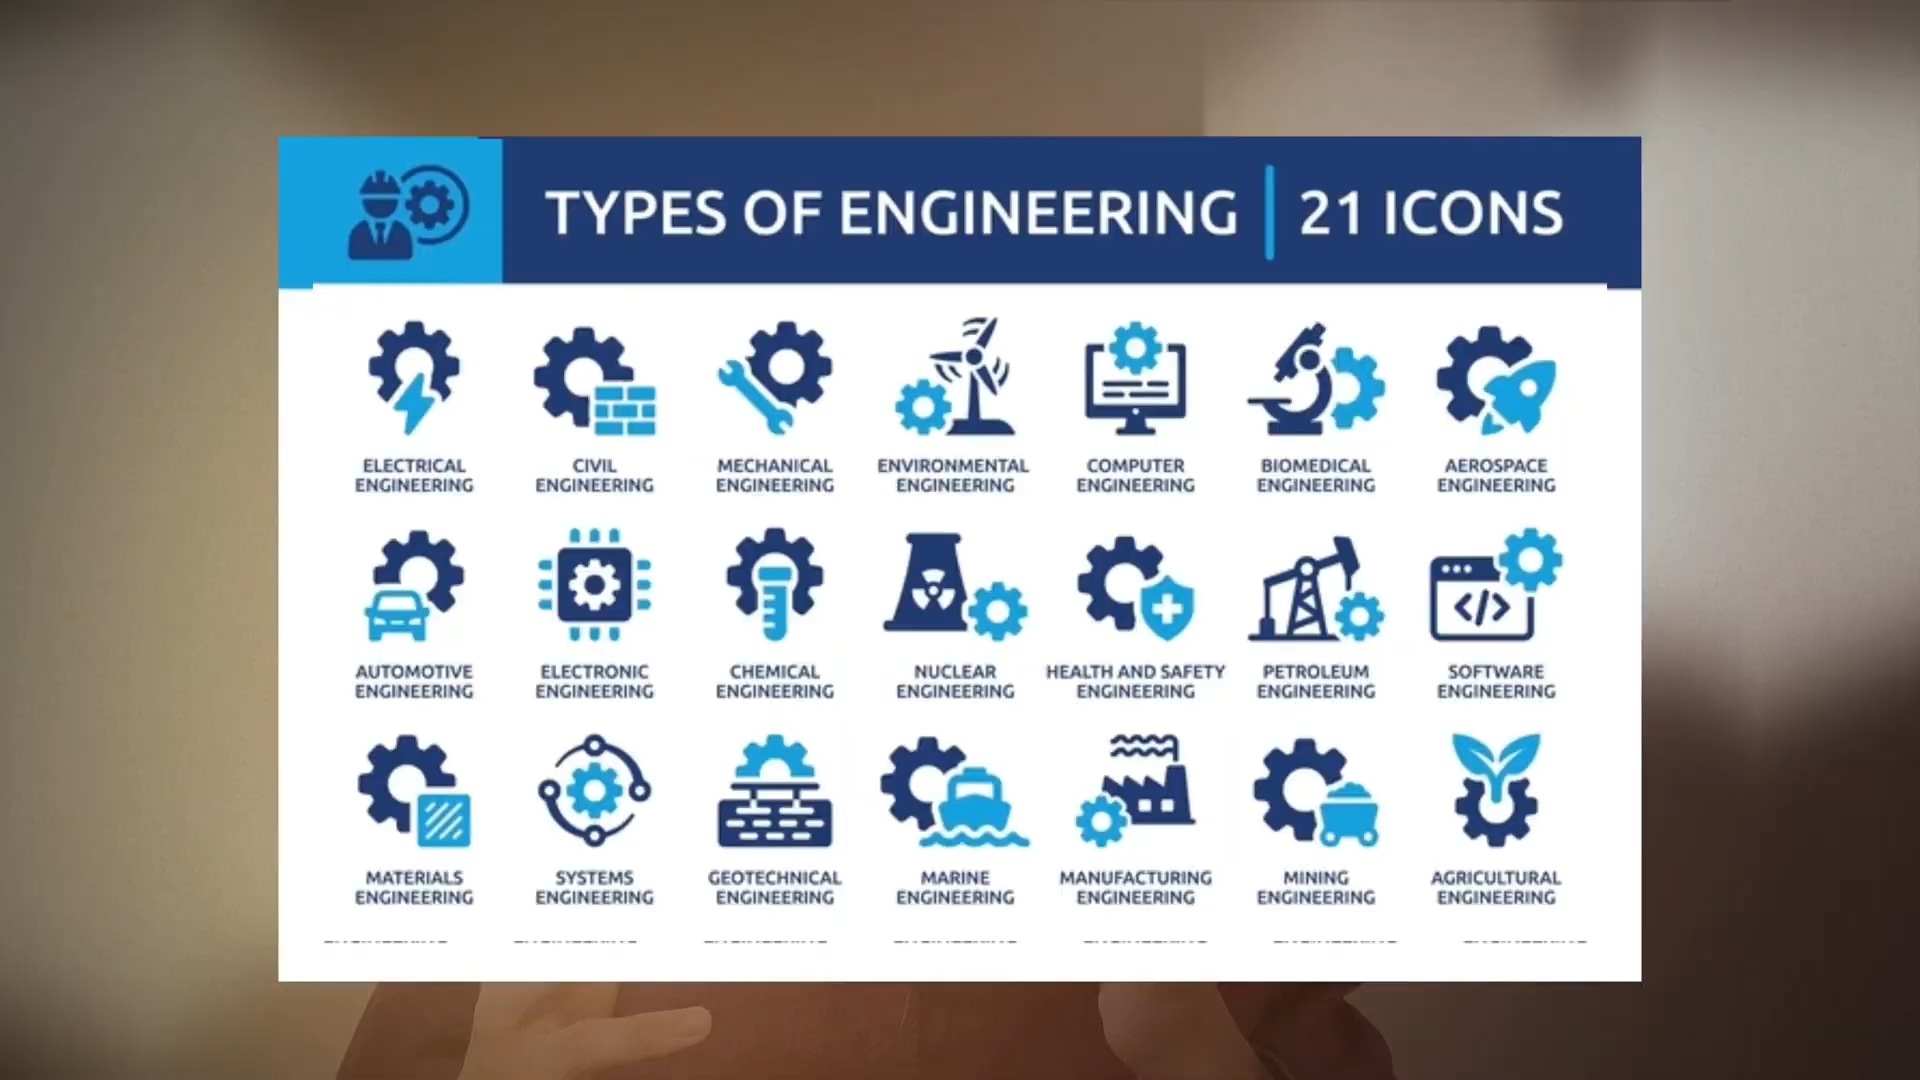 TYPES OF ENGINEERING | 21 ICONS
ELECTRICAL ENGINEERING
CIVIL ENGINEERING
MECHANICAL ENGINEERING
ENVIRONMENTAL ENGINEERING
COMPUTER ENGINEERING
BIOMEDICAL ENGINEERING
AEROSPACE ENGINEERING
</>
AUTOMOTIVE ENGINEERING
ELECTRONIC ENGINEERING
CHEMICAL ENGINEERING
NUCLEAR ENGINEERING
HEALTH AND SAFETY ENGINEERING
PETROLEUM ENGINEERING
SOFTWARE ENGINEERING
MATERIALS ENGINEERING
SYSTEMS ENGINEERING
GEOTECHNICAL ENGINEERING
MARINE ENGINEERING
MANUFACTURING ENGINEERING
MINING ENGINEERING
AGRICULTURAL ENGINEERING